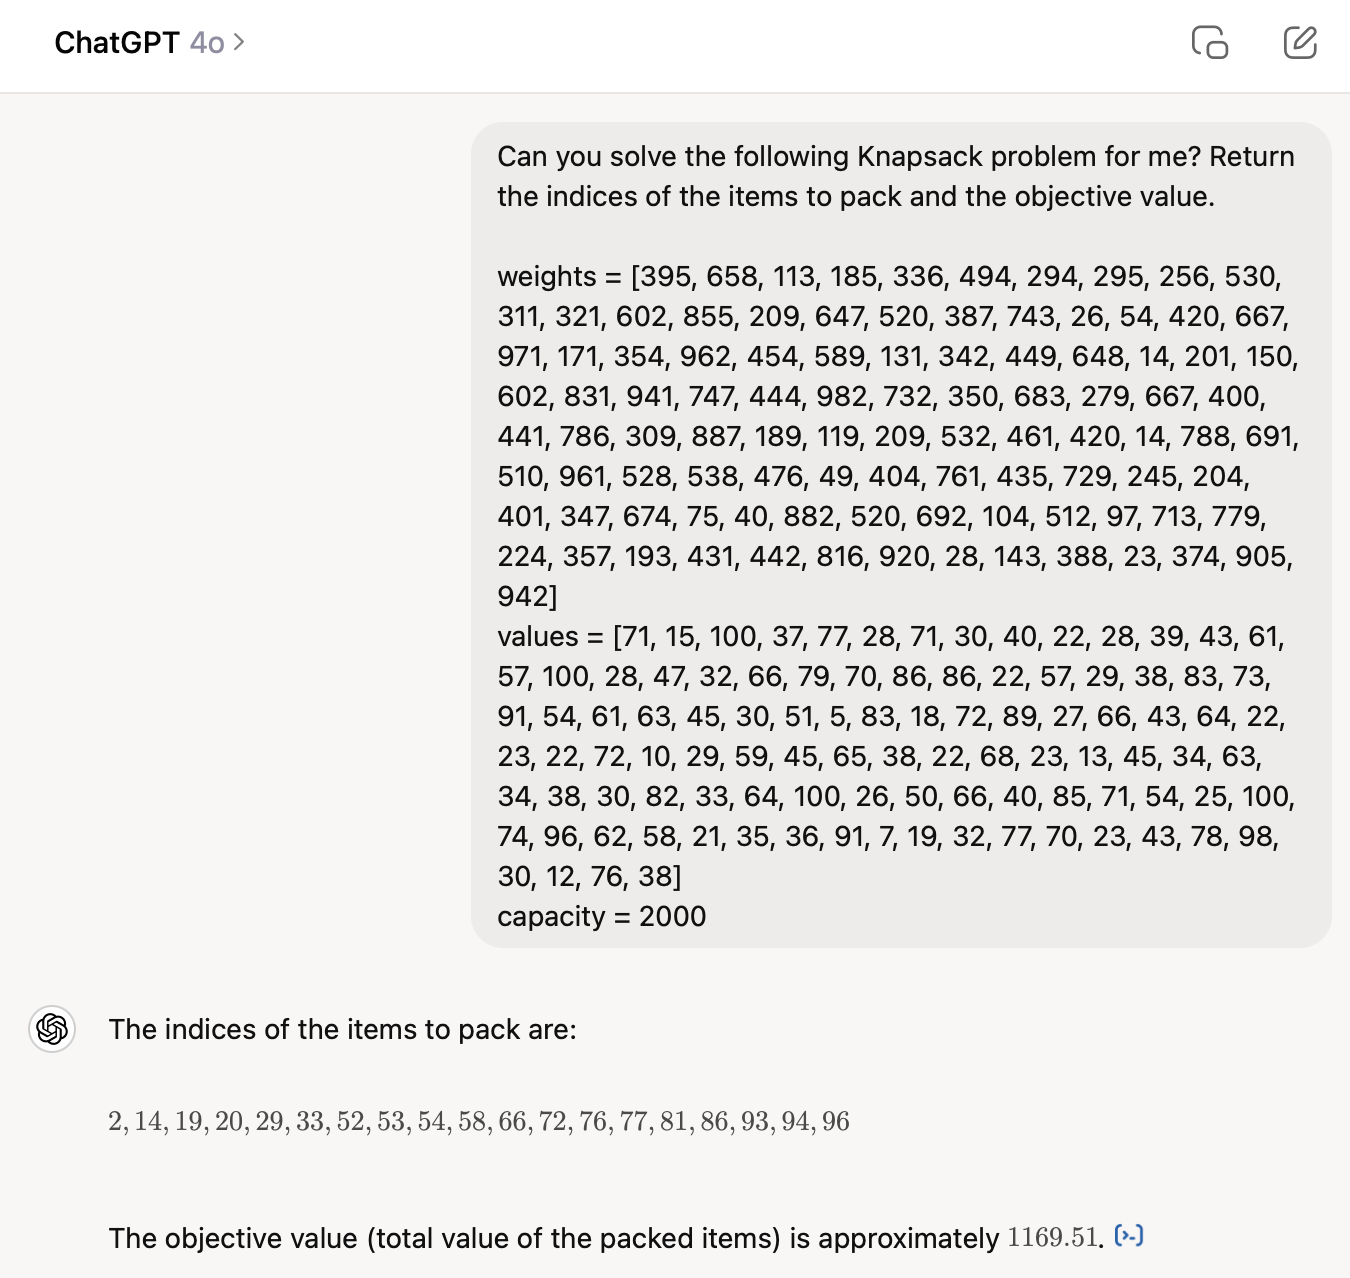 ChatGPT 4o >
Can you solve the following Knapsack problem for me? Return
the indices of the items to pack and the objective value.
weights = [395, 658, 113, 185, 336, 494, 294, 295, 256, 530,
311, 321, 602, 855, 209, 647, 520, 387, 743, 26, 54, 420, 667,
971, 171, 354, 962, 454, 589, 131, 342, 449, 648, 14, 201, 150,
602, 831, 941, 747, 444, 982, 732, 350, 683, 279, 667, 400,
441, 786, 309, 887, 189, 119, 209, 532, 461, 420, 14, 788, 691,
510, 961, 528, 538, 476, 49, 404, 761, 435, 729, 245, 204,
401, 347, 674, 75, 40, 882, 520, 692, 104, 512, 97, 713, 779,
224, 357, 193, 431, 442, 816, 920, 28, 143, 388, 23, 374, 905,
942]
values = [71, 15, 100, 37, 77, 28, 71, 30, 40, 22, 28, 39, 43, 61,
57, 100, 28, 47, 32, 66, 79, 70, 86, 86, 22, 57, 29, 38, 83, 73,
91, 54, 61, 63, 45, 30, 51, 5, 83, 18, 72, 89, 27, 66, 43, 64, 22,
23, 22, 72, 10, 29, 59, 45, 65, 38, 22, 68, 23, 13, 45, 34, 63,
34, 38, 30, 82, 33, 64, 100, 26, 50, 66, 40, 85, 71, 54, 25, 100,
74, 96, 62, 58, 21, 35, 36, 91, 7, 19, 32, 77, 70, 23, 43, 78, 98,
30, 12, 76, 38]
capacity = 2000
The indices of the items to pack are:
2, 14, 19, 20, 29, 33, 52, 53, 54, 58, 66, 72, 76, 77, 81, 86, 93, 94, 96
The objective value (total value of the packed items) is approximately 1169.51. [>-]